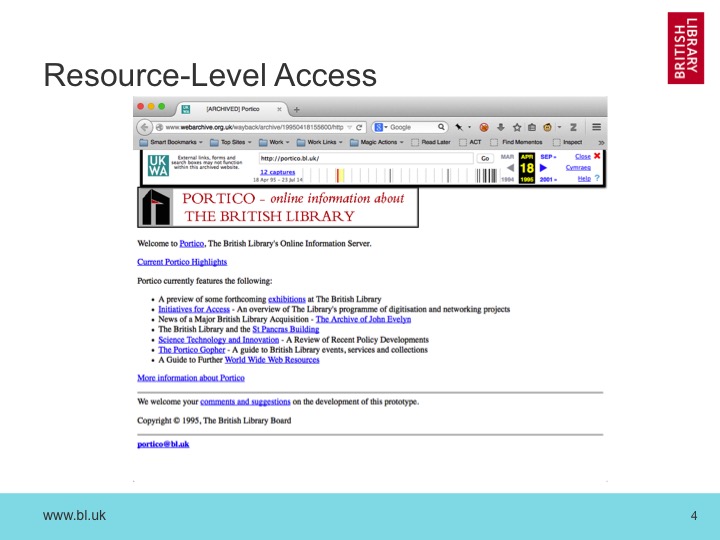 Resource-Level Access
LIBRARY
BRITISH
[ARCHIVED] Portico
www.webarchive.org.uk/wayback/archive/19950418155600/http
Google
Smart Bookmarks Top Sites Work Work Links Magic Actions Read Later ACT Find Mementos Inspect
UK
WA
External links, forms and
search boxes may not function
within this archived website.
http://portico.bl.uk/
Go
12 captures
18 Apr 95 - 23 Jul 14
MAR APR SEP
18
1994 1995 2001
Close
Cymraeg
Help ?
PORTICO - online information about
THE BRITISH LIBRARY
Welcome to Portico, The British Library's Online Information Server.
Current Portico Highlights
Portico currently features the following:
• A preview of some forthcoming exhibitions at The British Library
• Initiatives for Access - An overview of The Library's programme of digitisation and networking projects
• News of a Major British Library Acquisition - The Archive of John Evelyn
• The British Library and the St Pancras Building
• Science Technology and Innovation - A Review of Recent Policy Developments
• The Portico Gopher - A guide to British Library events, services and collections
• A Guide to Further World Wide Web Resources
More information about Portico
We welcome your comments and suggestions on the development of this prototype.
Copyright © 1995, The British Library Board
portico@bl.uk
www.bl.uk
4